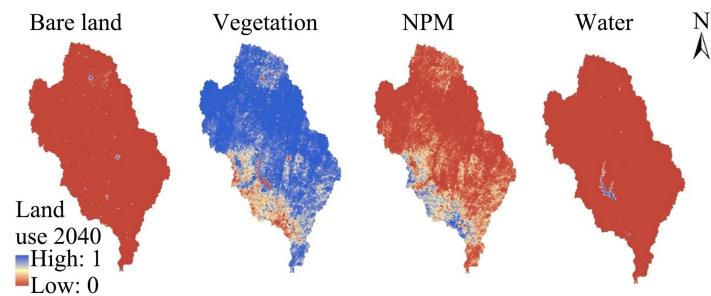 Bare land
Vegetation
NPM
Water
N
Land
use 2040
High: 1
Low: 0